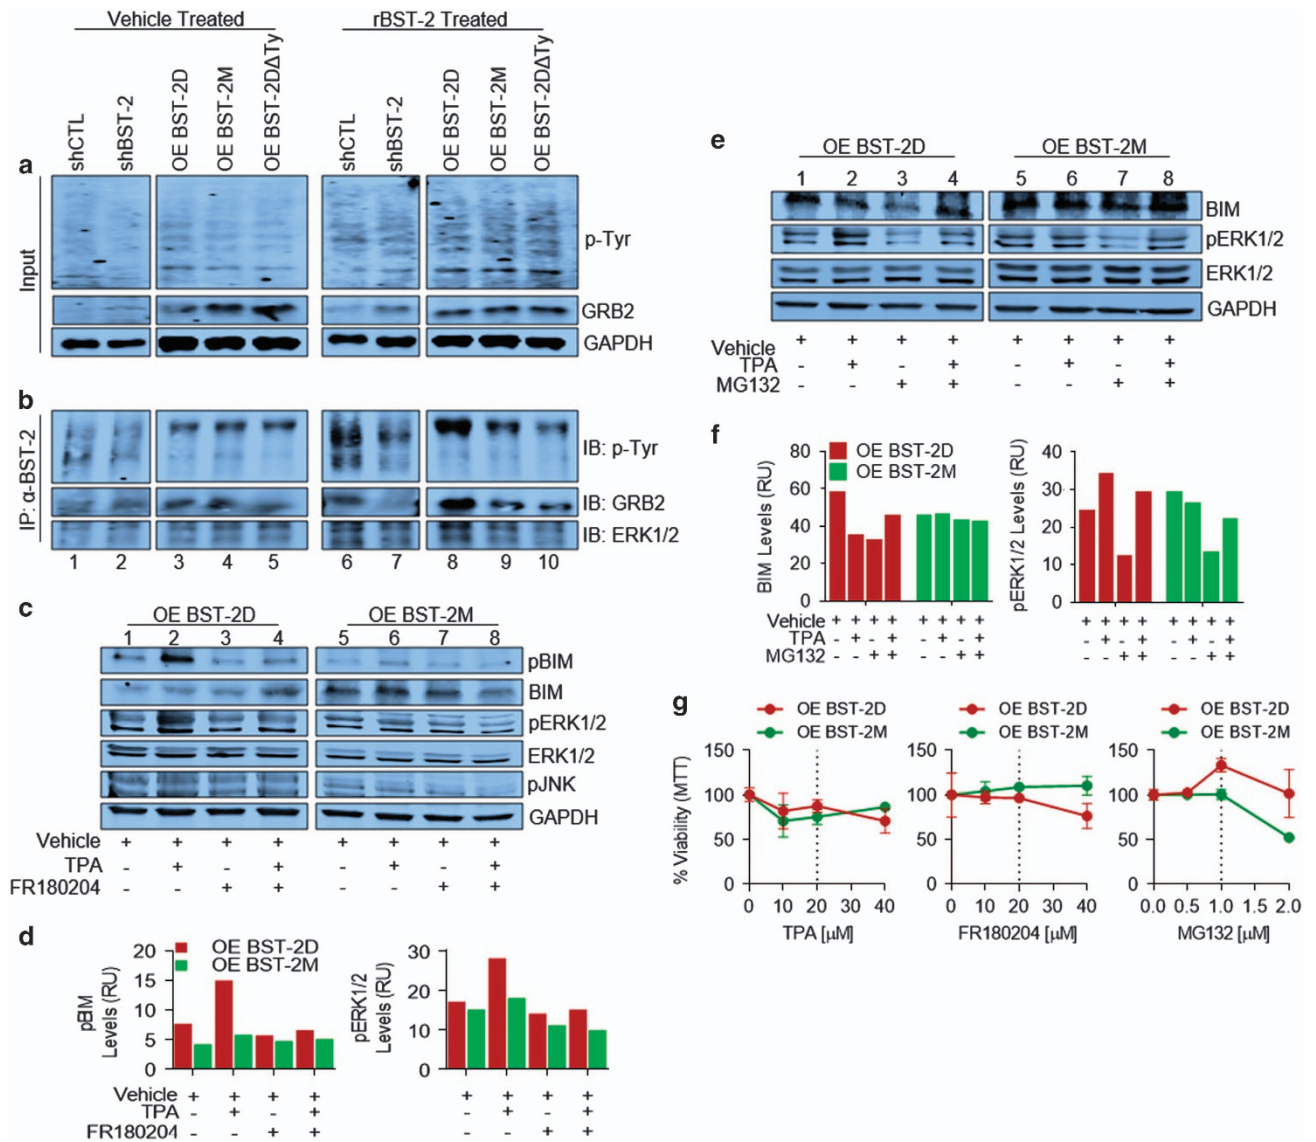 Vehicle Treated
rBST-2 Treated
shCTL
shBST-2
OE BST-2D
OE BST-2M
OE BST-2DΔTy
shCTL
shBST-2
OE BST-2D
OE BST-2M
OE BST-2DΔTy
a
Input
p-Tyr
GRB2
GAPDH
b
IP: α-BST-2
IB: p-Tyr
IB: GRB2
IB: ERK1/2
1 2 3 4 5 6 7 8 9 10
c
OE BST-2D OE BST-2M
1 2 3 4 5 6 7 8
pBIM
BIM
pERK1/2
ERK1/2
pJNK
GAPDH
Vehicle + + + + + + + +
TPA - + - + - + - +
FR180204 - - + + - - + +
d
OE BST-2D
OE BST-2M
pBIM
Levels (RU)
20
15
10
5
0
pERK1/2
Levels (RU)
30
20
10
0
Vehicle + + + + + + + +
TPA - + - + - + - +
FR180204 - - + + - - + +
e
OE BST-2D OE BST-2M
1 2 3 4 5 6 7 8
BIM
pERK1/2
ERK1/2
GAPDH
Vehicle + + + + + + + +
TPA - + - + - + - +
MG132 - - + + - - + +
f
OE BST-2D
OE BST-2M
BIM Levels (RU)
80
60
40
20
0
pERK1/2 Levels (RU)
40
30
20
10
0
Vehicle + + + + + + + + + + + + + + + +
TPA - + - + - + - + - + - + - + - +
MG132 - - + + - - + + - - + + - - + +
g
OE BST-2D
OE BST-2M
OE BST-2D
OE BST-2M
OE BST-2D
OE BST-2M
% Viability (MTT)
150
100
50
0
0 10 20 30 40
TPA [µM]
150
100
50
0
0 10 20 30 40
FR180204 [µM]
150
100
50
0
0.0 0.5 1.0 1.5 2.0
MG132 [µM]